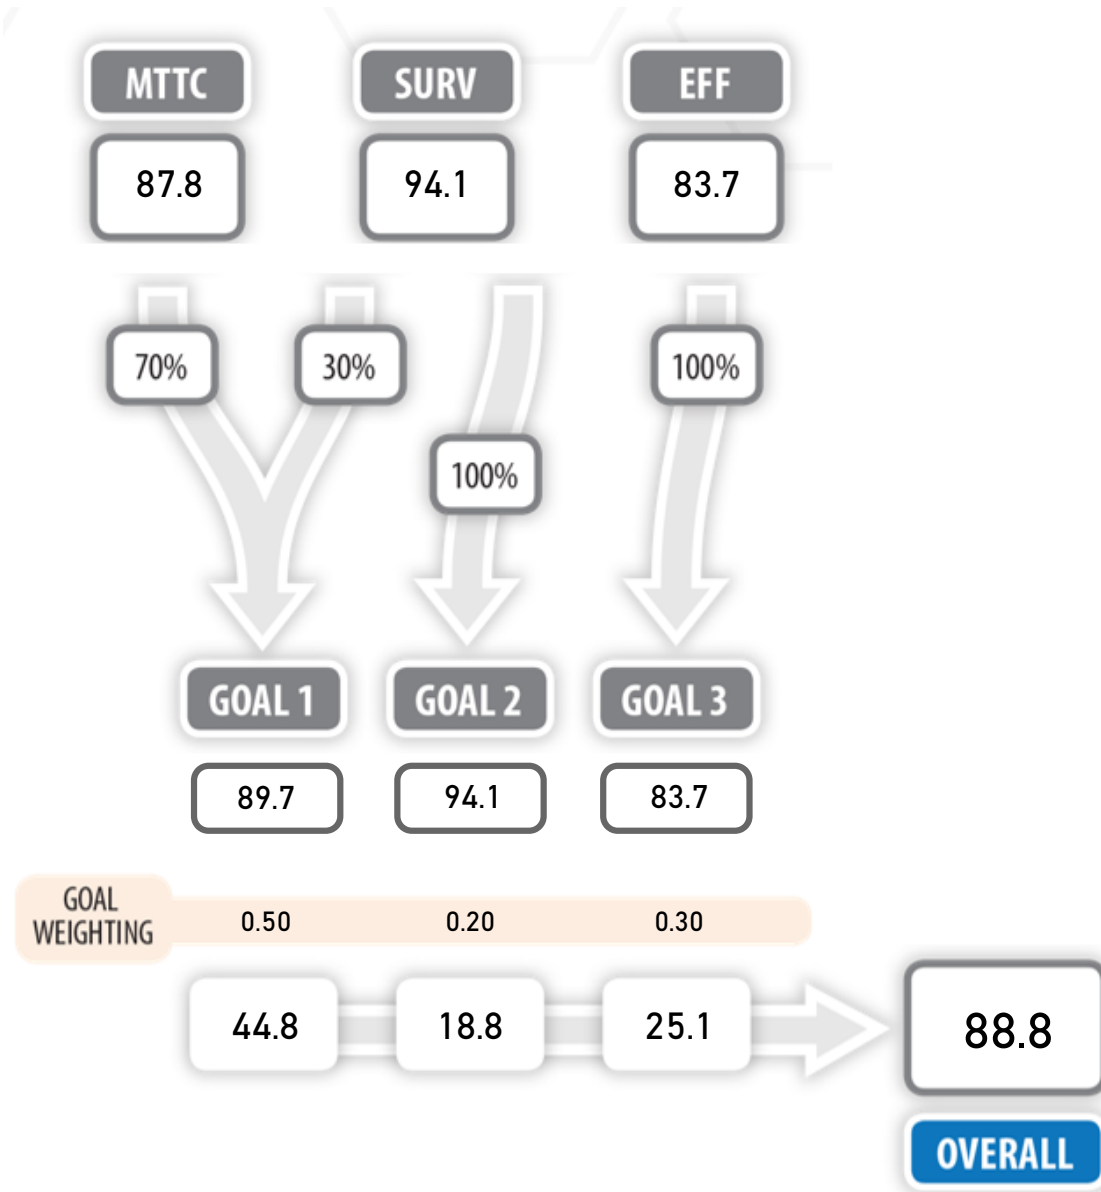 MTTC SURV EFF
87.8 94.1 83.7
70% 30% 100%
100%
GOAL 1 GOAL 2 GOAL 3
89.7 94.1 83.7
GOAL
WEIGHTING
0.50 0.20 0.30
44.8 18.8 25.1 88.8
OVERALL